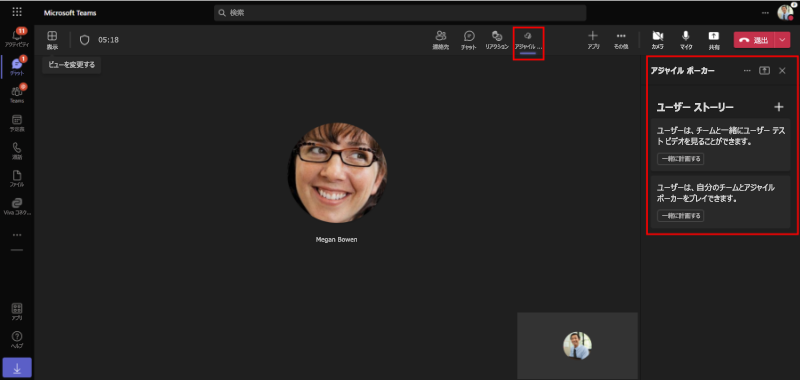 Microsoft Teams
検索
11
アクティビティ
表示
05:18
連絡先
チャット
リアクション
アジャイル ...
アプリ
その他
カメラ
マイク
共有
退出
1
チャット
ビューを変更する
Teams
予定表
通話
ファイル
Viva コネク...
アジャイル ポーカー
ユーザー ストーリー
ユーザーは、チームと一緒にユーザー テス
ト ビデオを見ることができます。
一緒に計画する
ユーザーは、自分のチームとアジャイル
ポーカーをプレイできます。
一緒に計画する
Megan Bowen
アプリ
ヘルプ